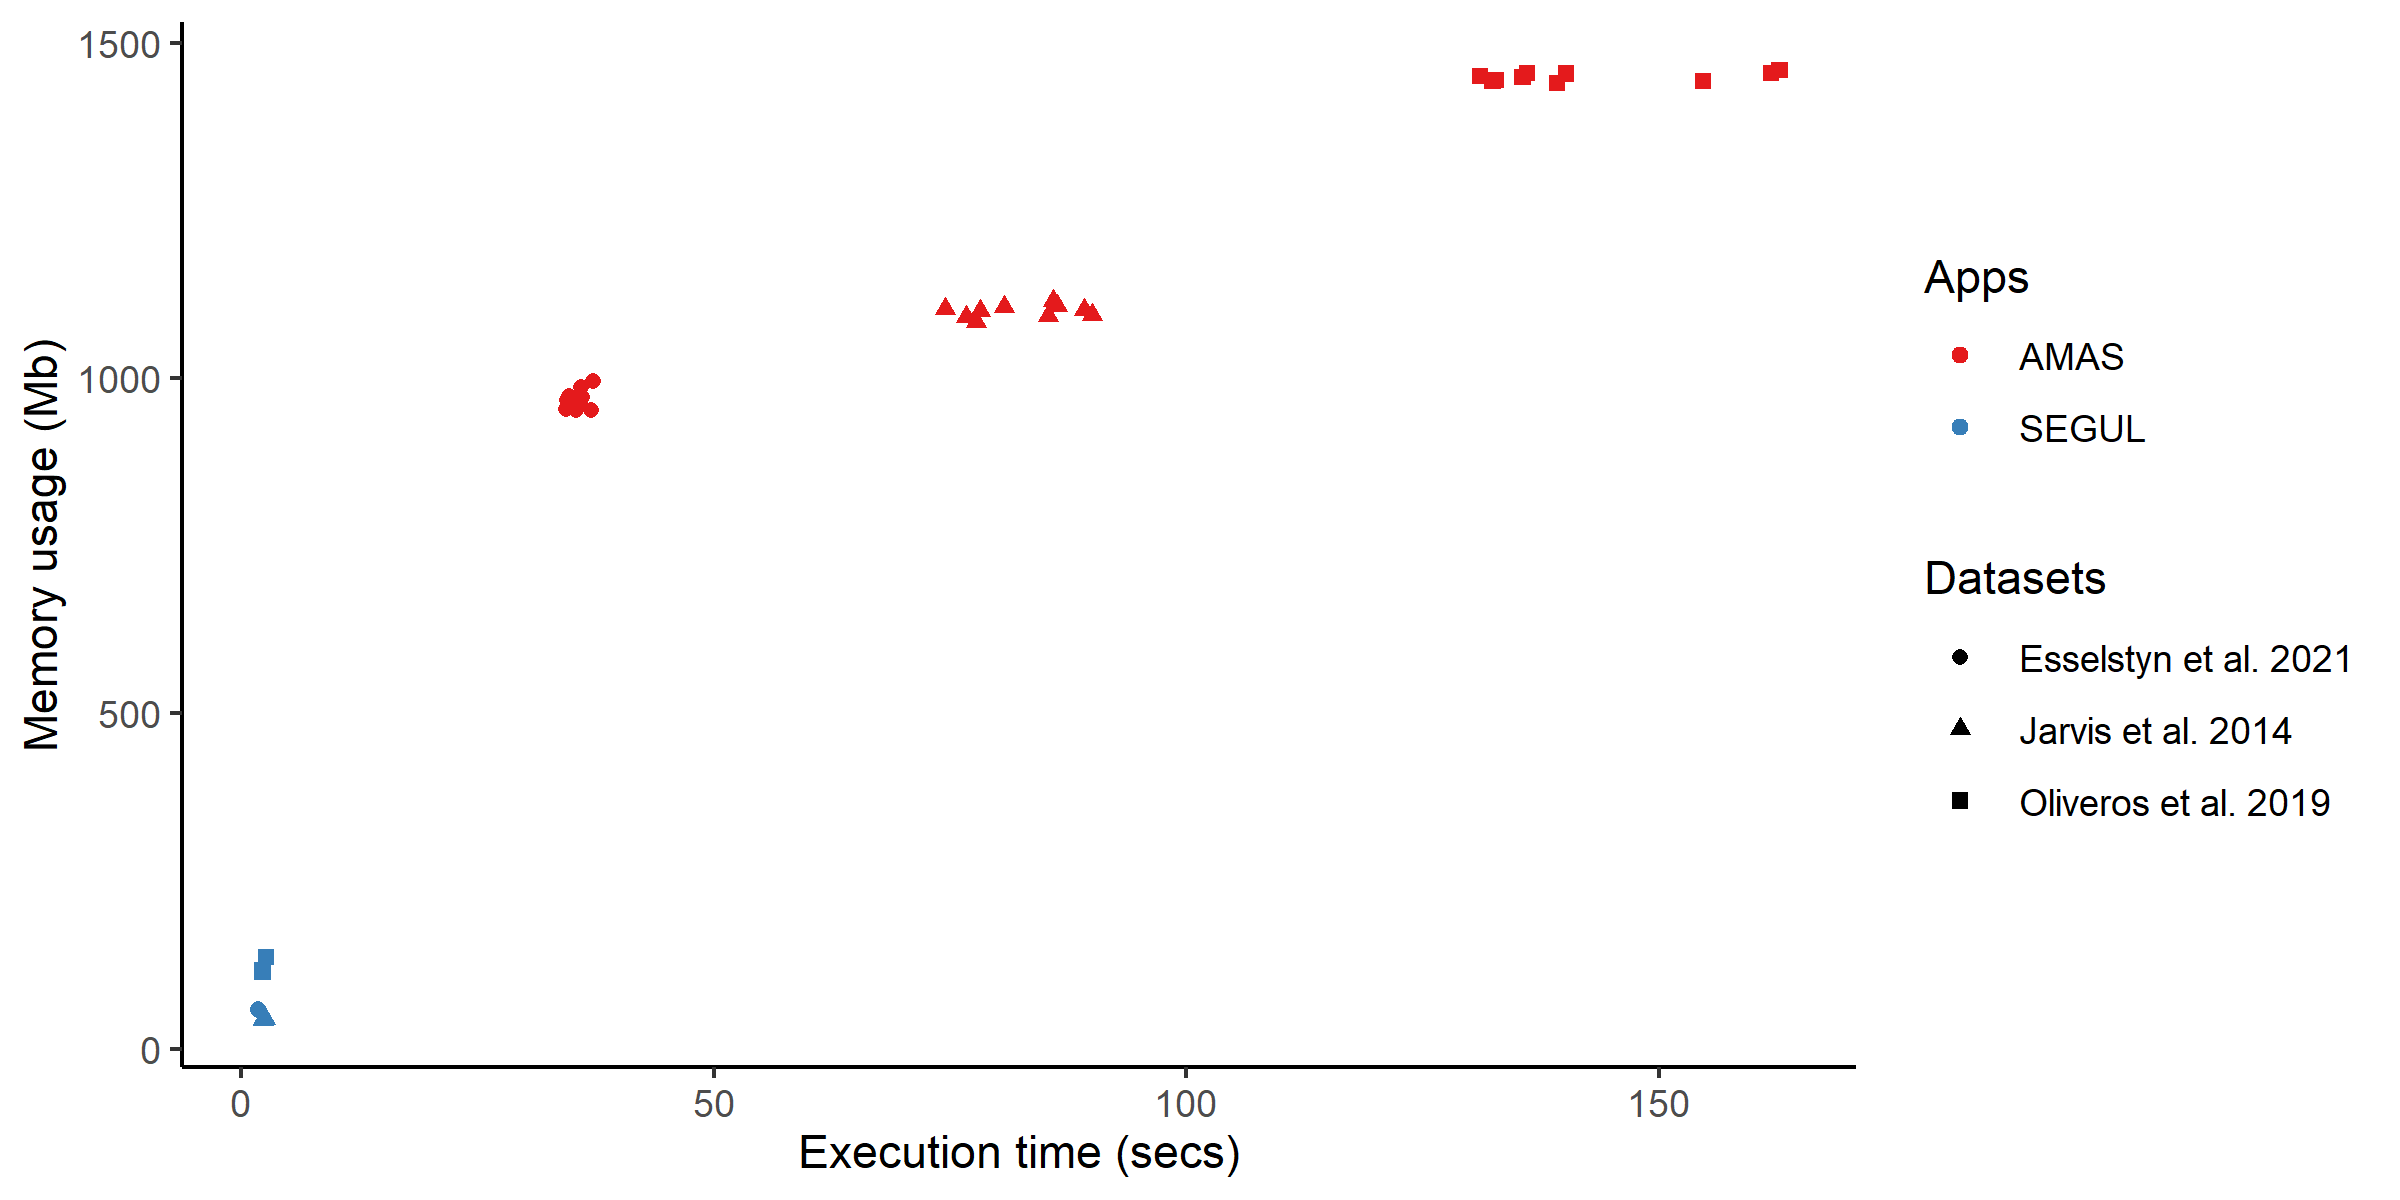 1500
1000
500
0
Memory usage (Mb)
0 50 100 150
Execution time (secs)
Apps
AMAS
SEGUL
Datasets
Esselstyn et al. 2021
Jarvis et al. 2014
Oliveros et al. 2019